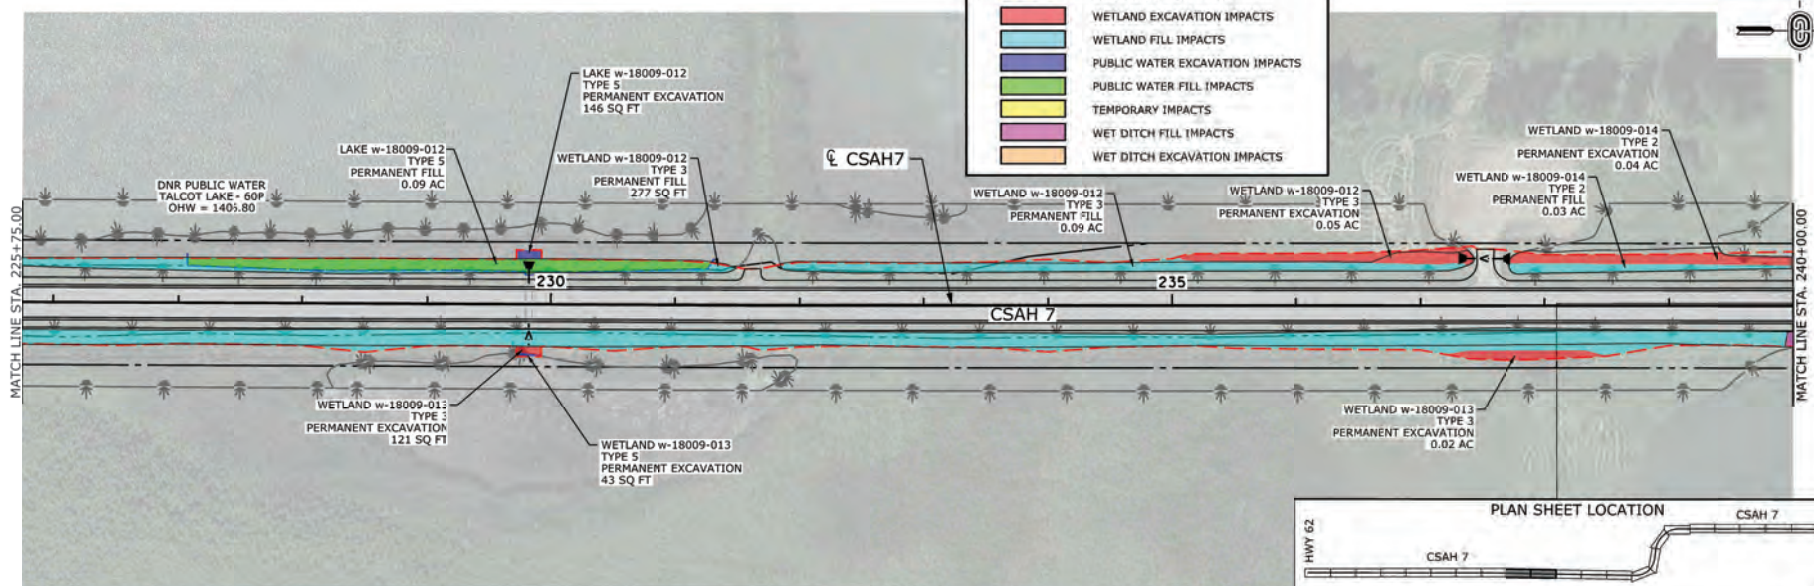 WETLAND EXCAVATION IMPACTS
WETLAND FILL IMPACTS
PUBLIC WATER EXCAVATION IMPACTS
PUBLIC WATER FILL IMPACTS
TEMPORARY IMPACTS
WET DITCH FILL IMPACTS
WET DITCH EXCAVATION IMPACTS
LAKE w-18009-012
TYPE 5
PERMANENT EXCAVATION
146 SQ FT
LAKE w-18009-012
TYPE 5
PERMANENT FILL
0.09 AC
WETLAND w-18009-012
TYPE 3
PERMANENT FILL
277 SQ FT
℄ CSAH7
DNR PUBLIC WATER
TALCOT LAKE - 60P
OHW = 1405.80
WETLAND w-18009-012
TYPE 3
PERMANENT FILL
0.09 AC
WETLAND w-18009-012
TYPE 3
PERMANENT EXCAVATION
0.05 AC
WETLAND w-18009-014
TYPE 2
PERMANENT EXCAVATION
0.04 AC
WETLAND w-18009-014
TYPE 2
PERMANENT FILL
0.03 AC
MATCH LINE STA. 225+75.00
230
235
CSAH 7
MATCH LINE STA. 240+00.00
WETLAND w-18009-013
TYPE 3
PERMANENT EXCAVATION
121 SQ FT
WETLAND w-18009-013
TYPE 5
PERMANENT EXCAVATION
43 SQ FT
WETLAND w-18009-013
TYPE 3
PERMANENT EXCAVATION
0.02 AC
PLAN SHEET LOCATION
HWY 62
CSAH 7
CSAH 7